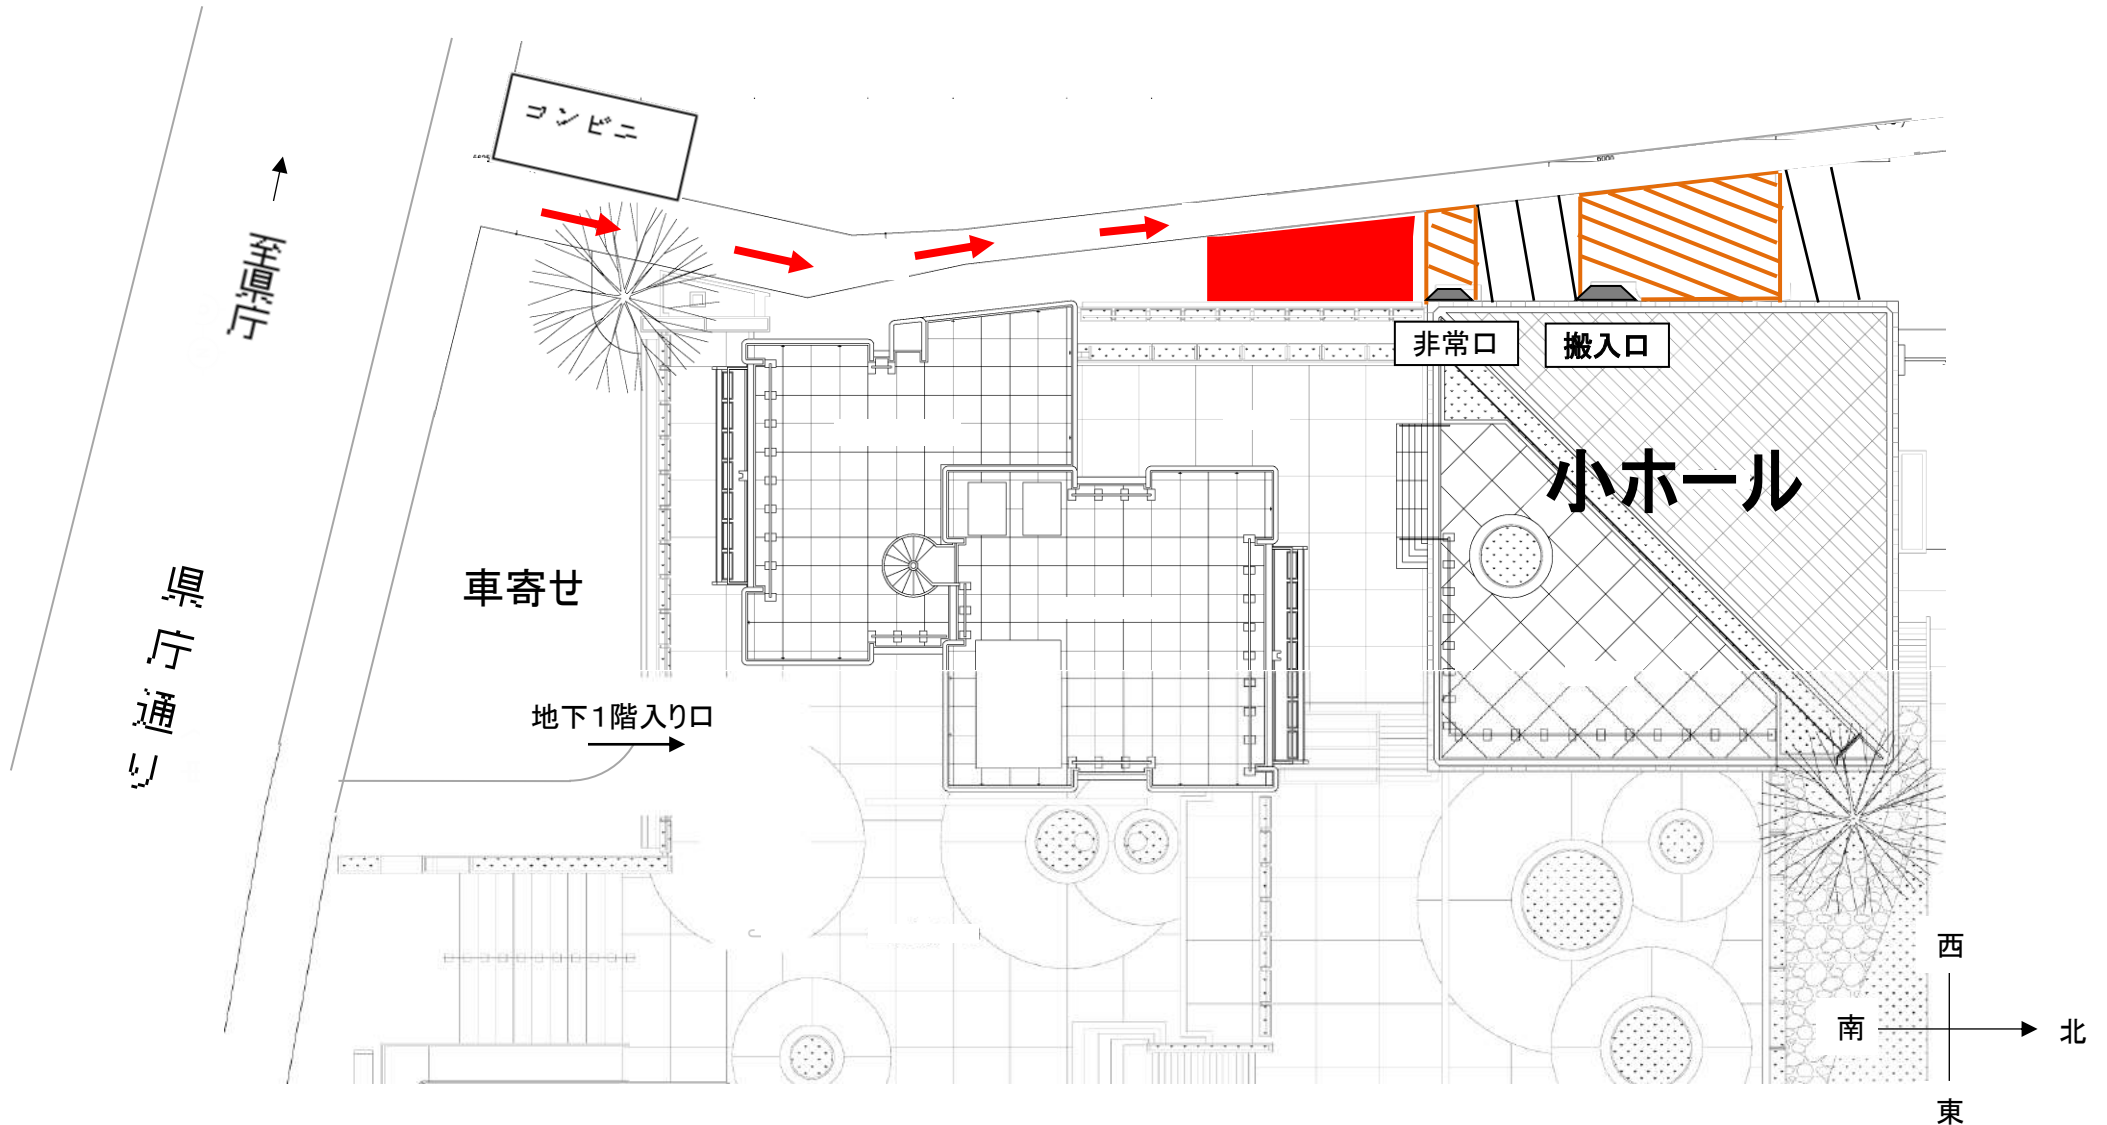 コンビニ
6000
至県庁
非常口
搬入口
小ホール
車寄せ
県庁通り
地下1階入り口
西
南
北
東